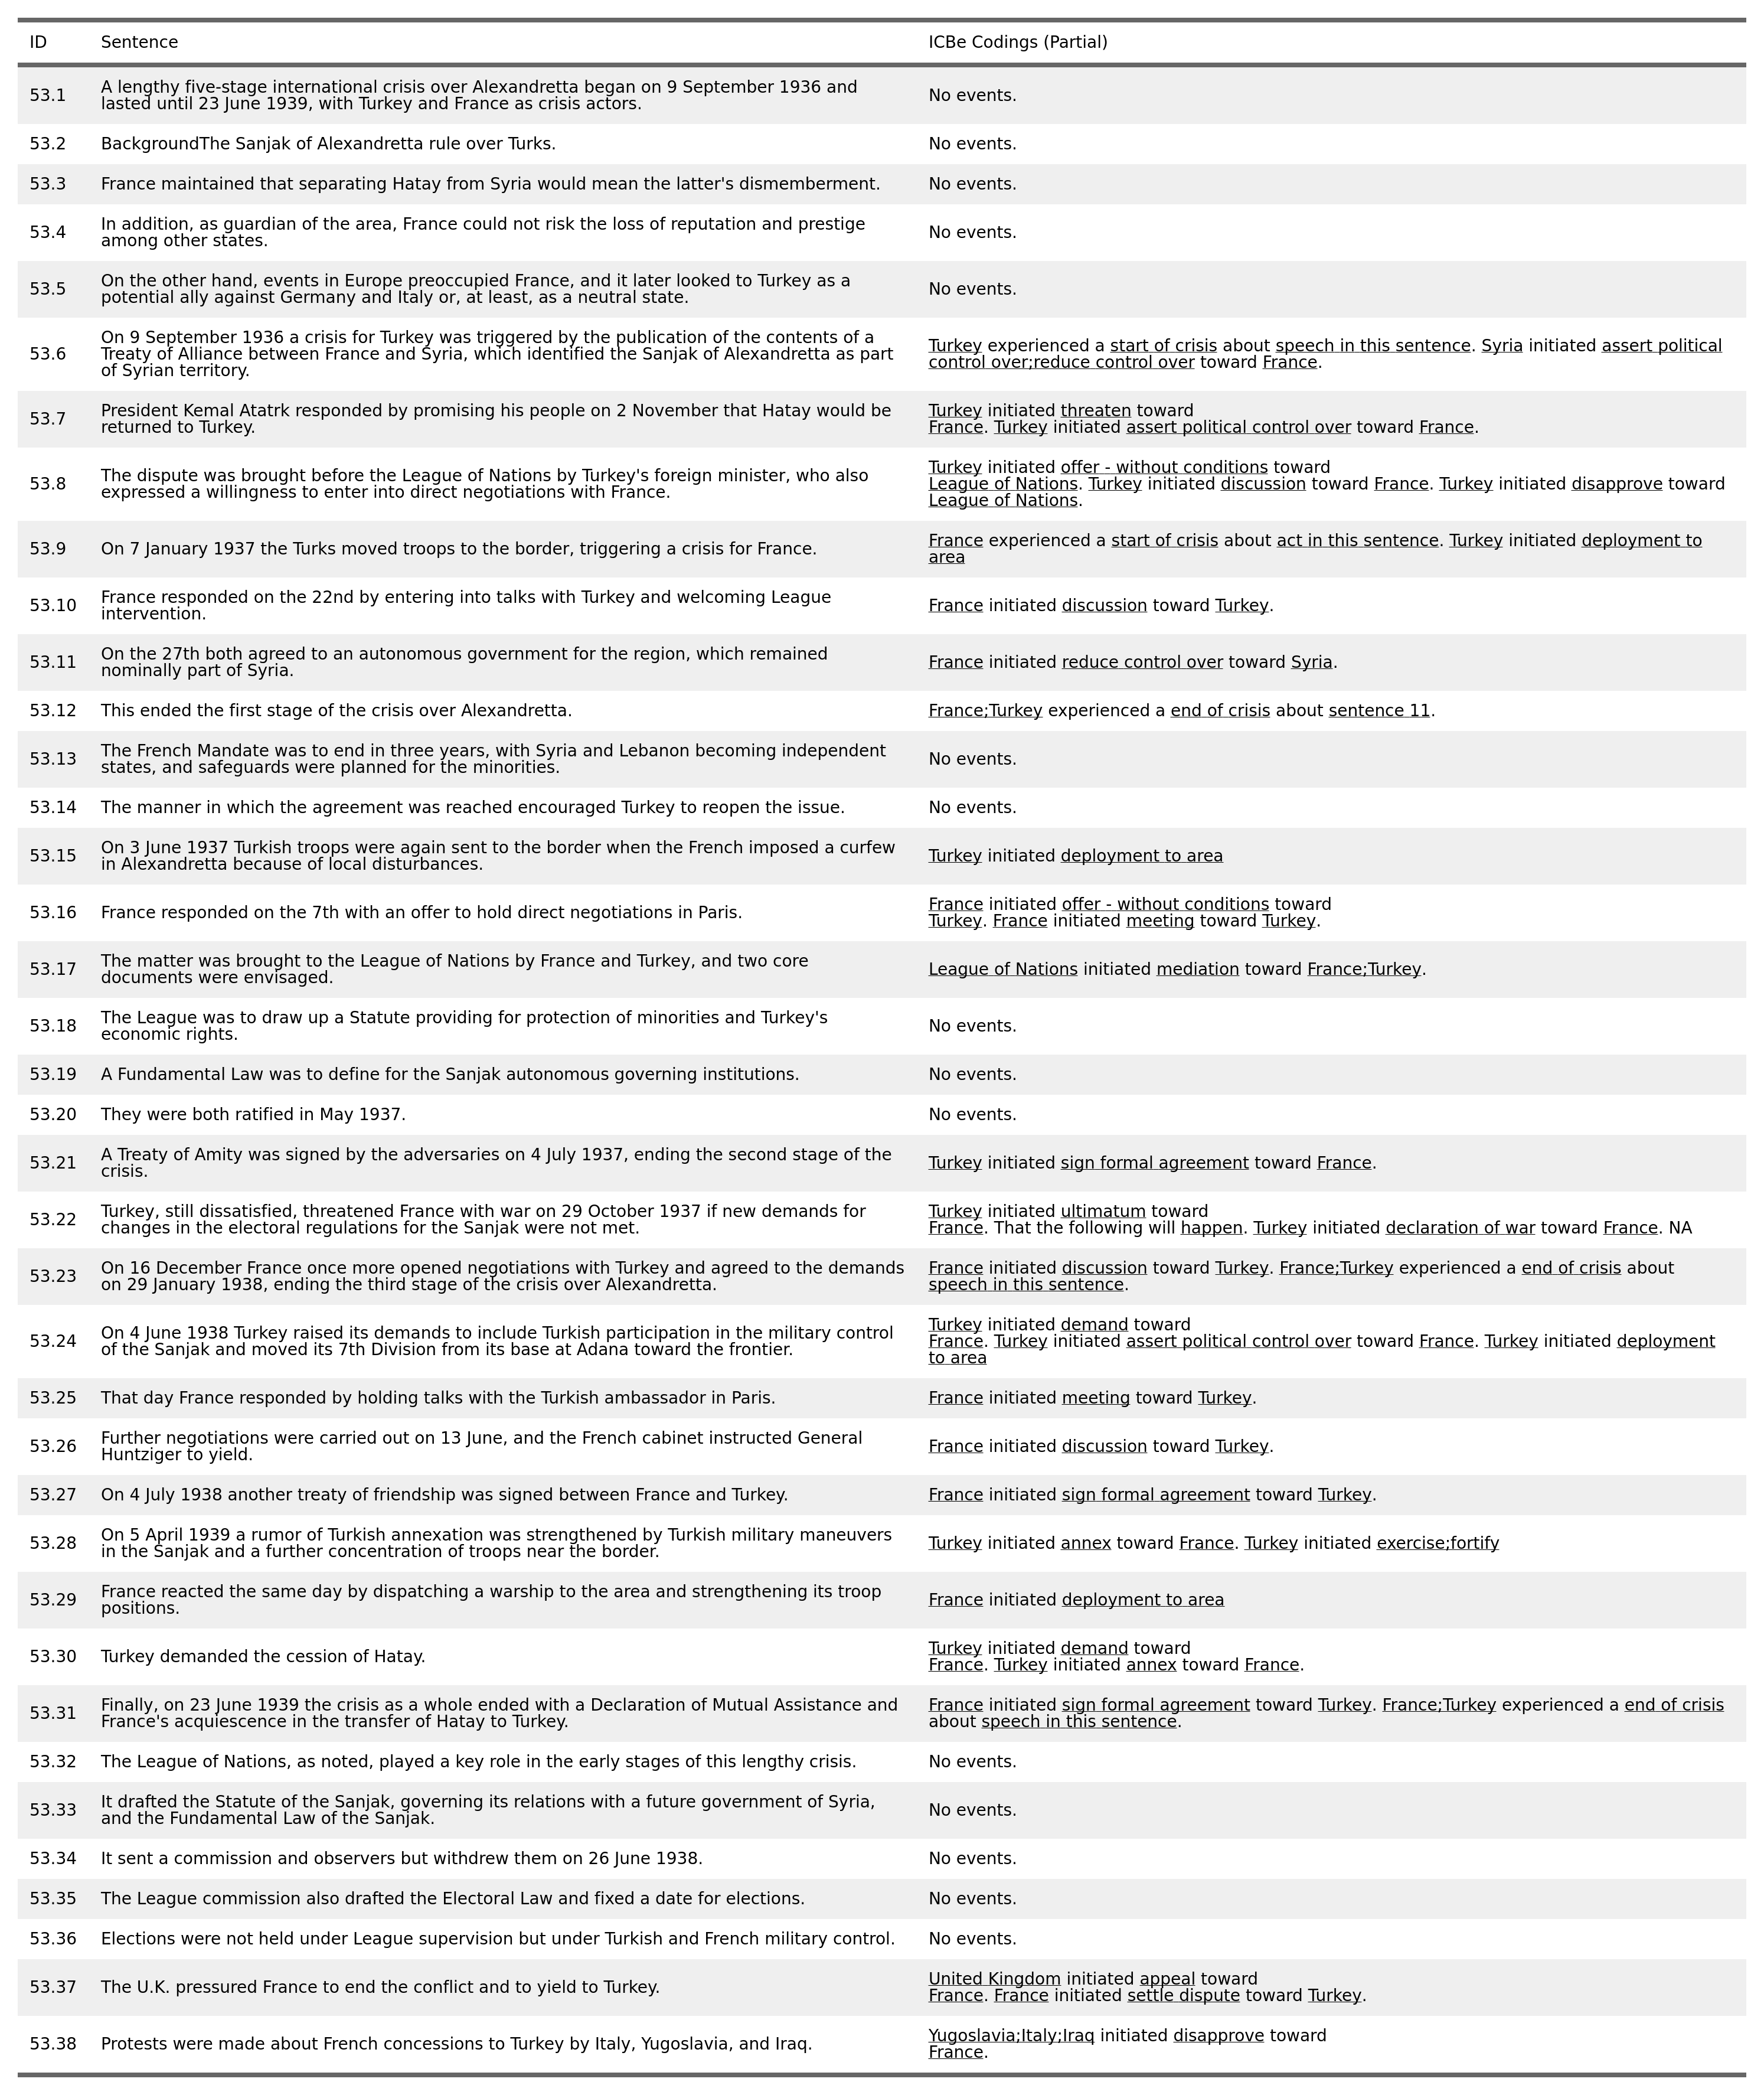 ID Sentence ICBe Codings (Partial)
53.1 A lengthy five-stage international crisis over Alexandretta began on 9 September 1936 and
lasted until 23 June 1939, with Turkey and France as crisis actors.
No events.
53.2 BackgroundThe Sanjak of Alexandretta rule over Turks. No events.
53.3 France maintained that separating Hatay from Syria would mean the latter's dismemberment. No events.
53.4 In addition, as guardian of the area, France could not risk the loss of reputation and prestige
among other states.
No events.
53.5 On the other hand, events in Europe preoccupied France, and it later looked to Turkey as a
potential ally against Germany and Italy or, at least, as a neutral state.
No events.
53.6 On 9 September 1936 a crisis for Turkey was triggered by the publication of the contents of a
Treaty of Alliance between France and Syria, which identified the Sanjak of Alexandretta as part
of Syrian territory.
Turkey experienced a start of crisis about speech in this sentence. Syria initiated assert political
control over;reduce control over toward France.
53.7 President Kemal Atatrk responded by promising his people on 2 November that Hatay would be
returned to Turkey.
Turkey initiated threaten toward
France. Turkey initiated assert political control over toward France.
53.8 The dispute was brought before the League of Nations by Turkey's foreign minister, who also
expressed a willingness to enter into direct negotiations with France.
Turkey initiated offer - without conditions toward
League of Nations. Turkey initiated discussion toward France. Turkey initiated disapprove toward
League of Nations.
53.9 On 7 January 1937 the Turks moved troops to the border, triggering a crisis for France.
France experienced a start of crisis about act in this sentence. Turkey initiated deployment to
area
53.10 France responded on the 22nd by entering into talks with Turkey and welcoming League
intervention.
France initiated discussion toward Turkey.
53.11 On the 27th both agreed to an autonomous government for the region, which remained
nominally part of Syria.
France initiated reduce control over toward Syria.
53.12 This ended the first stage of the crisis over Alexandretta. France;Turkey experienced a end of crisis about sentence 11.
53.13 The French Mandate was to end in three years, with Syria and Lebanon becoming independent
states, and safeguards were planned for the minorities.
No events.
53.14 The manner in which the agreement was reached encouraged Turkey to reopen the issue. No events.
53.15 On 3 June 1937 Turkish troops were again sent to the border when the French imposed a curfew
in Alexandretta because of local disturbances.
Turkey initiated deployment to area
53.16 France responded on the 7th with an offer to hold direct negotiations in Paris.
France initiated offer - without conditions toward
Turkey. France initiated meeting toward Turkey.
53.17 The matter was brought to the League of Nations by France and Turkey, and two core
documents were envisaged.
League of Nations initiated mediation toward France;Turkey.
53.18 The League was to draw up a Statute providing for protection of minorities and Turkey's
economic rights.
No events.
53.19 A Fundamental Law was to define for the Sanjak autonomous governing institutions. No events.
53.20 They were both ratified in May 1937. No events.
53.21 A Treaty of Amity was signed by the adversaries on 4 July 1937, ending the second stage of the
crisis.
Turkey initiated sign formal agreement toward France.
53.22 Turkey, still dissatisfied, threatened France with war on 29 October 1937 if new demands for
changes in the electoral regulations for the Sanjak were not met.
Turkey initiated ultimatum toward
France. That the following will happen. Turkey initiated declaration of war toward France. NA
53.23 On 16 December France once more opened negotiations with Turkey and agreed to the demands
on 29 January 1938, ending the third stage of the crisis over Alexandretta.
France initiated discussion toward Turkey. France;Turkey experienced a end of crisis about
speech in this sentence.
53.24 On 4 June 1938 Turkey raised its demands to include Turkish participation in the military control
of the Sanjak and moved its 7th Division from its base at Adana toward the frontier.
Turkey initiated demand toward
France. Turkey initiated assert political control over toward France. Turkey initiated deployment
to area
53.25 That day France responded by holding talks with the Turkish ambassador in Paris. France initiated meeting toward Turkey.
53.26 Further negotiations were carried out on 13 June, and the French cabinet instructed General
Huntziger to yield.
France initiated discussion toward Turkey.
53.27 On 4 July 1938 another treaty of friendship was signed between France and Turkey. France initiated sign formal agreement toward Turkey.
53.28 On 5 April 1939 a rumor of Turkish annexation was strengthened by Turkish military maneuvers
in the Sanjak and a further concentration of troops near the border.
Turkey initiated annex toward France. Turkey initiated exercise;fortify
53.29 France reacted the same day by dispatching a warship to the area and strengthening its troop
positions.
France initiated deployment to area
53.30 Turkey demanded the cession of Hatay.
Turkey initiated demand toward
France. Turkey initiated annex toward France.
53.31 Finally, on 23 June 1939 the crisis as a whole ended with a Declaration of Mutual Assistance and
France's acquiescence in the transfer of Hatay to Turkey.
France initiated sign formal agreement toward Turkey. France;Turkey experienced a end of crisis
about speech in this sentence.
53.32 The League of Nations, as noted, played a key role in the early stages of this lengthy crisis. No events.
53.33 It drafted the Statute of the Sanjak, governing its relations with a future government of Syria,
and the Fundamental Law of the Sanjak.
No events.
53.34 It sent a commission and observers but withdrew them on 26 June 1938. No events.
53.35 The League commission also drafted the Electoral Law and fixed a date for elections. No events.
53.36 Elections were not held under League supervision but under Turkish and French military control. No events.
53.37 The U.K. pressured France to end the conflict and to yield to Turkey.
United Kingdom initiated appeal toward
France. France initiated settle dispute toward Turkey.
53.38 Protests were made about French concessions to Turkey by Italy, Yugoslavia, and Iraq.
Yugoslavia;Italy;Iraq initiated disapprove toward
France.